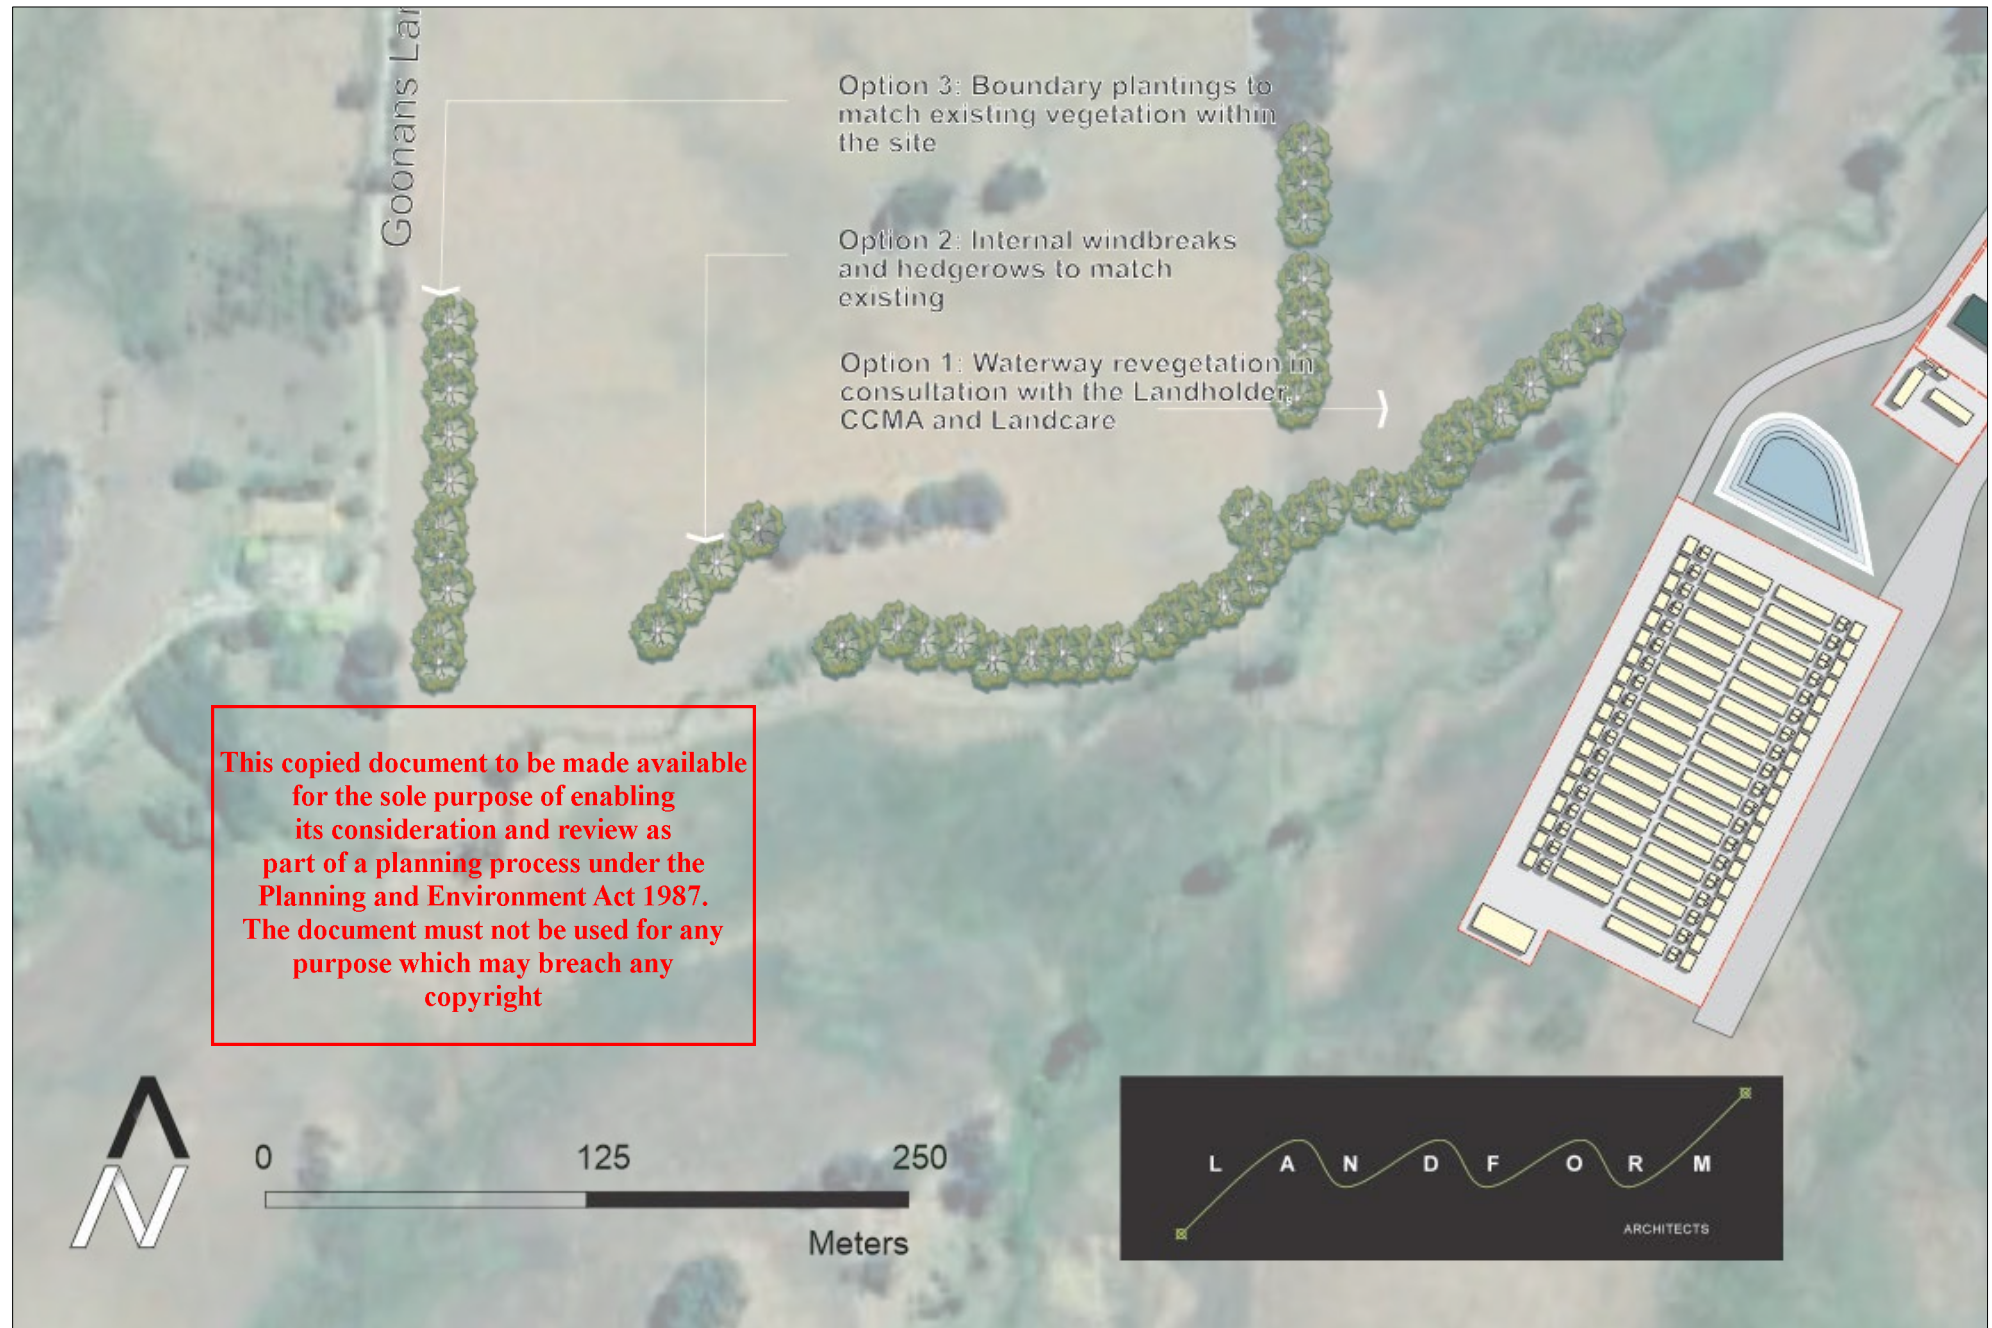 Goonans Lan
Option 3: Boundary plantings to
match existing vegetation within
the site
Option 2: Internal windbreaks
and hedgerows to match
existing
Option 1: Waterway revegetation in
consultation with the Landholder,
CCMA and Landcare
This copied document to be made available
for the sole purpose of enabling
its consideration and review as
part of a planning process under the
Planning and Environment Act 1987.
The document must not be used for any
purpose which may breach any
copyright
N
0 125 250
Meters
LANDFORM
ARCHITECTS